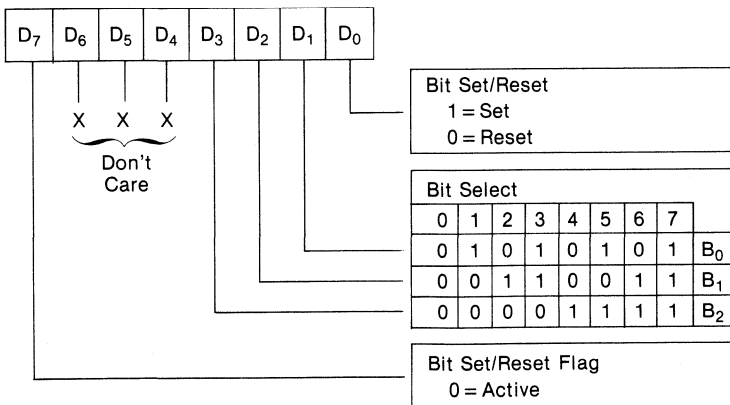 D7 D6 D5 D4 D3 D2 D1 D0
X X X
Don't
Care
Bit Set/Reset
1 = Set
0 = Reset
Bit Select
0 1 2 3 4 5 6 7
0 1 0 1 0 1 0 1 B0
0 0 1 1 0 0 1 1 B1
0 0 0 0 1 1 1 1 B2
Bit Set/Reset Flag
0 = Active